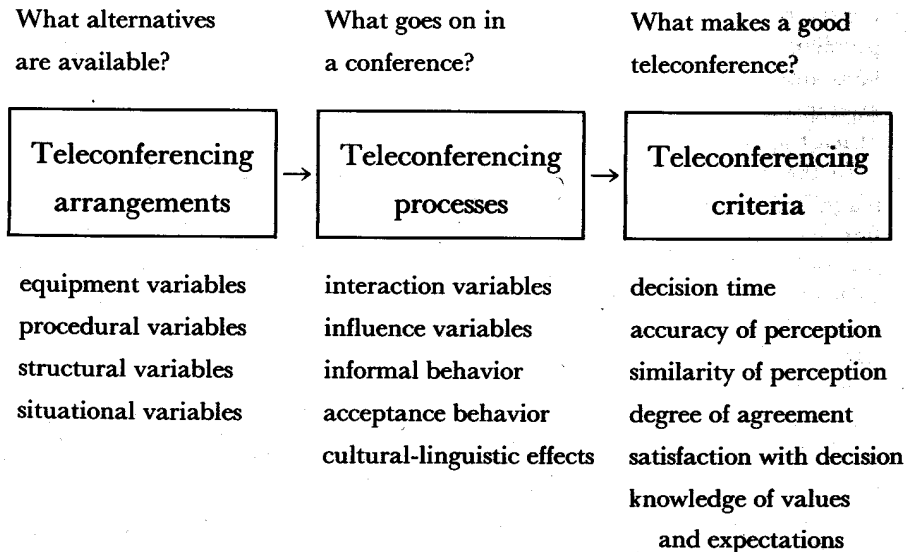 What alternatives
are available?
What goes on in
a conference?
What makes a good
teleconference?
Teleconferencing
arrangements
→
Teleconferencing
processes
→
Teleconferencing
criteria
equipment variables
procedural variables
structural variables
situational variables
interaction variables
influence variables
informal behavior
acceptance behavior
cultural-linguistic effects
decision time
accuracy of perception
similarity of perception
degree of agreement
satisfaction with decision
knowledge of values
and expectations